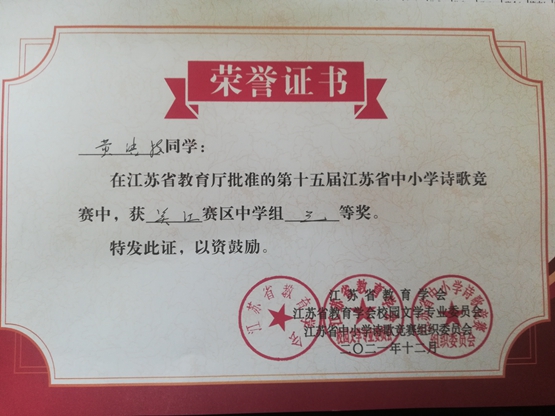 荣誉证书
黄 同学：
在江苏省教育厅批准的第十五届江苏省中小学诗歌竞
赛中，获 吴江 赛区中学组 三 等奖。
特发此证，以资鼓励。
江苏省教育学会
江苏省教育学会校园文学专业委员会
江苏省中小学诗歌竞赛组织委员会
二〇二一年十二月